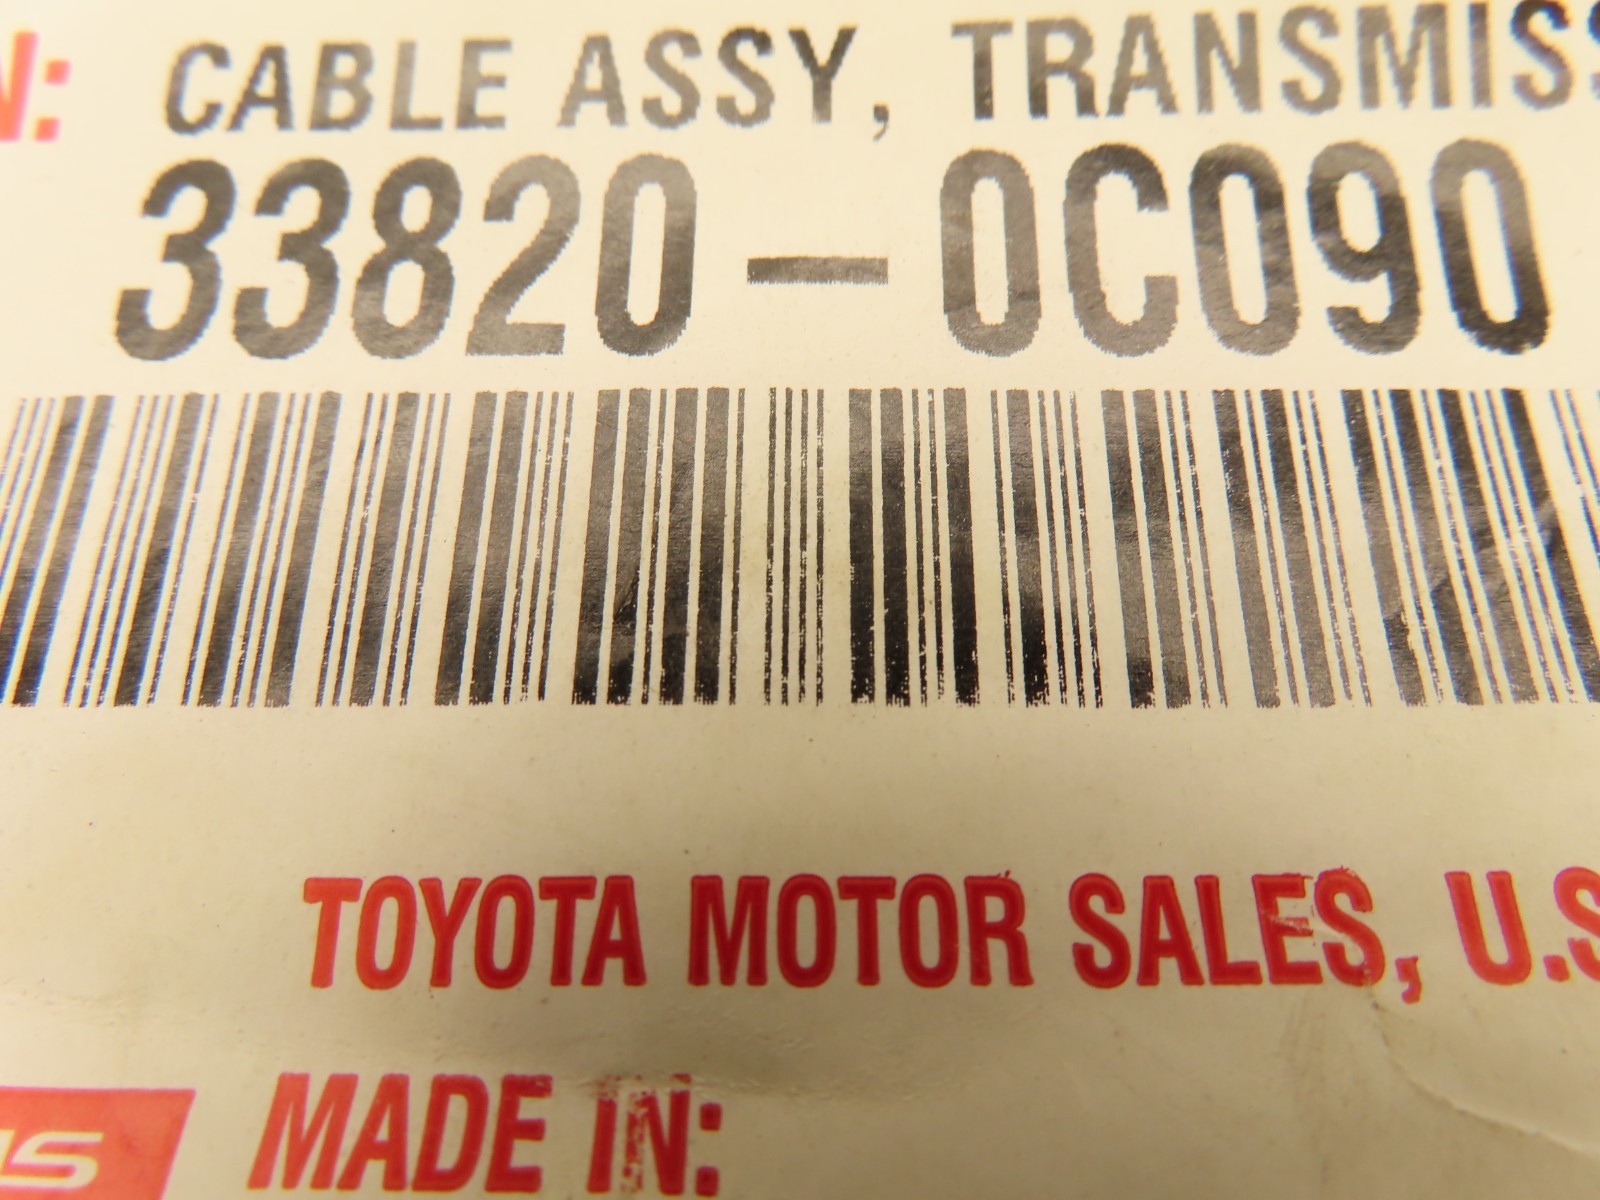 N: CABLE ASSY, TRANSMISS
33820-0C090
TOYOTA MOTOR SALES, U.S
MADE IN: